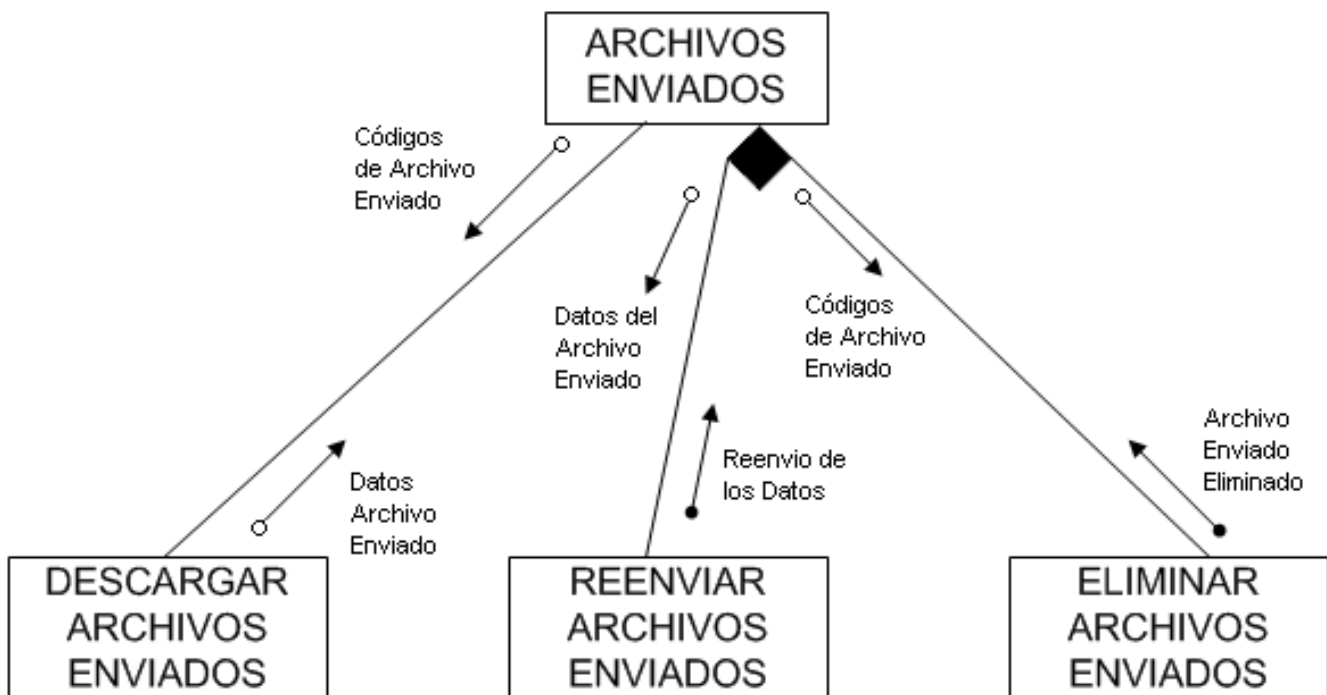 ARCHIVOS
ENVIADOS
Códigos
de Archivo
Enviado
Datos del
Archivo
Enviado
Códigos
de Archivo
Enviado
Datos
Archivo
Enviado
Reenvio de
los Datos
Archivo
Enviado
Eliminado
DESCARGAR
ARCHIVOS
ENVIADOS
REENVIAR
ARCHIVOS
ENVIADOS
ELIMINAR
ARCHIVOS
ENVIADOS